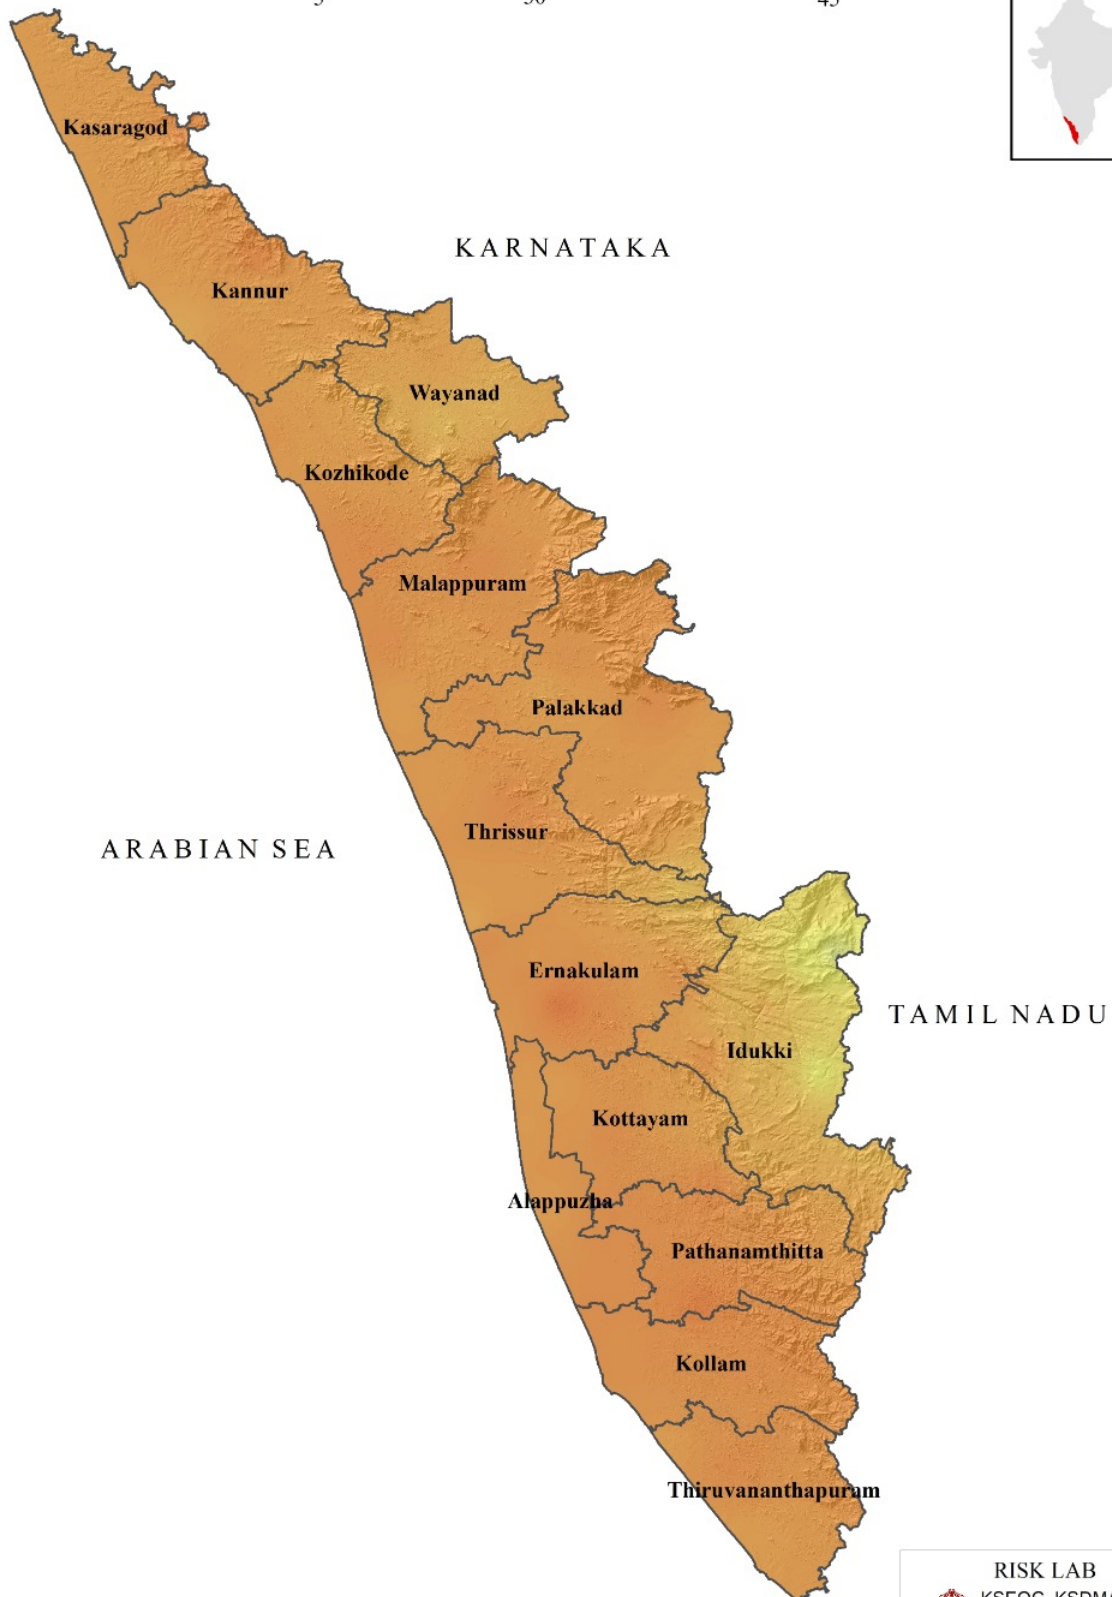 Kasaragod
KARNATAKA
Kannur
Wayanad
Kozhikode
Malappuram
Palakkad
Thrissur
ARABIAN SEA
Ernakulam
TAMIL NADU
Idukki
Kottayam
Alappuzha
Pathanamthitta
Kollam
Thiruvananthapuram
RISK LAB